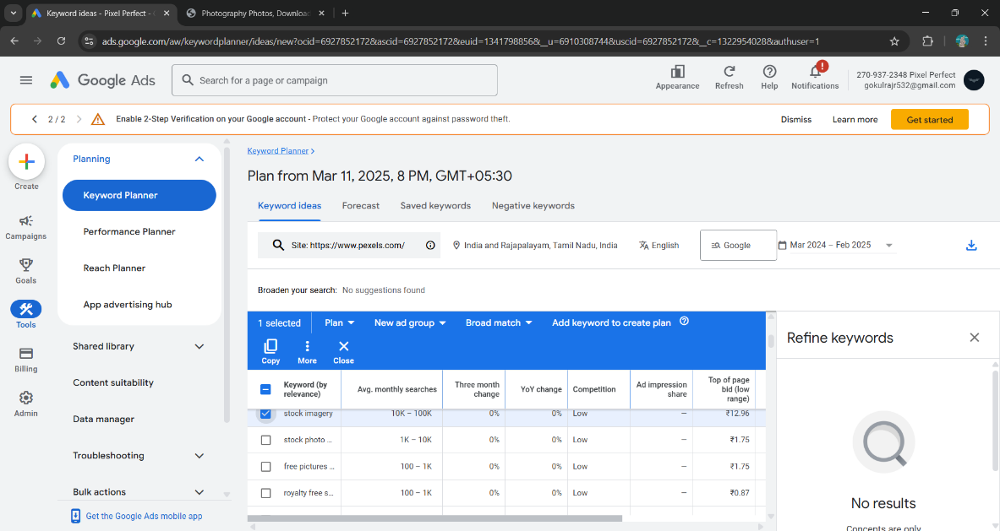 Keyword ideas - Pixel Perfect -
Photography Photos, Downloa
ads.google.com/aw/keywordplanner/ideas/new?ocid=6927852172&ascid=6927852172&euid=1341798856&__u=6910308744&uscid=6927852172&__c=1322954028&authuser=1
Google Ads
Search for a page or campaign
Appearance
Refresh
Help
Notifications
270-937-2348 Pixel Perfect
gokulrajr532@gmail.com
2 / 2
Enable 2-Step Verification on your Google account - Protect your Google account against password theft.
Dismiss
Learn more
Get started
Create
Campaigns
Goals
Tools
Billing
Admin
Planning
Keyword Planner
Performance Planner
Reach Planner
App advertising hub
Shared library
Content suitability
Data manager
Troubleshooting
Bulk actions
Get the Google Ads mobile app
Keyword Planner
Plan from Mar 11, 2025, 8 PM, GMT+05:30
Keyword ideas Forecast Saved keywords Negative keywords
Site: https://www.pexels.com/ India and Rajapalayam, Tamil Nadu, India English Google Mar 2024 – Feb 2025
Broaden your search: No suggestions found
1 selected Plan New ad group Broad match Add keyword to create plan
Copy More Close
Keyword (by relevance) Avg. monthly searches Three month change YoY change Competition Ad impression share Top of page bid (low range)
stock imagery 10K – 100K 0% 0% Low – ₹12.96
stock photo ... 1K – 10K 0% 0% Low – ₹1.75
free pictures ... 100 – 1K 0% 0% Low – ₹1.75
royalty free s... 100 – 1K 0% 0% Low – ₹0.87
Refine keywords
No results
Concepts are only